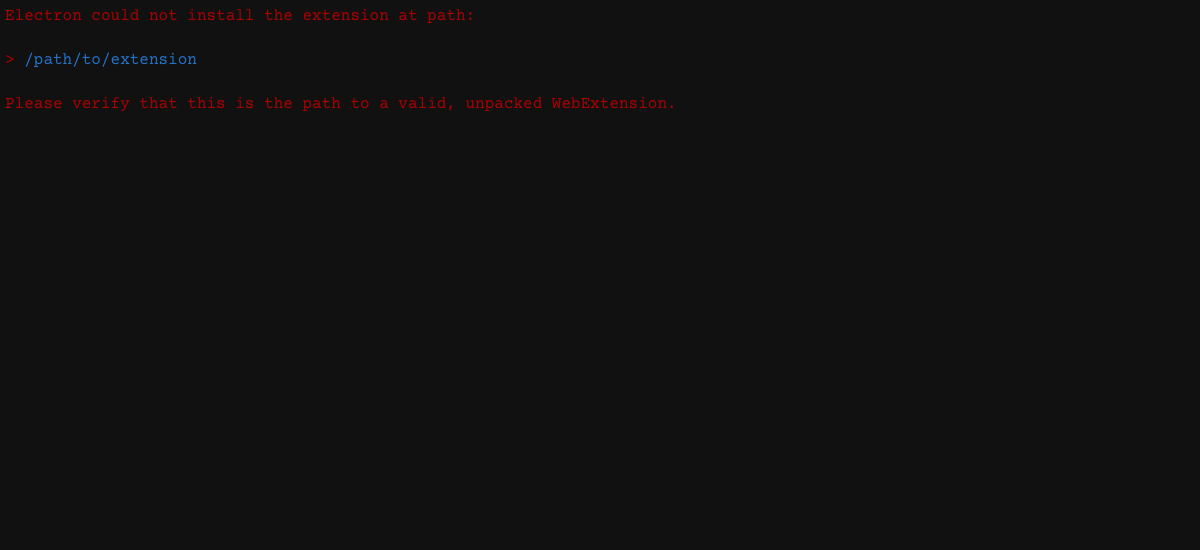 Electron could not install the extension at path:
> /path/to/extension
Please verify that this is the path to a valid, unpacked WebExtension.